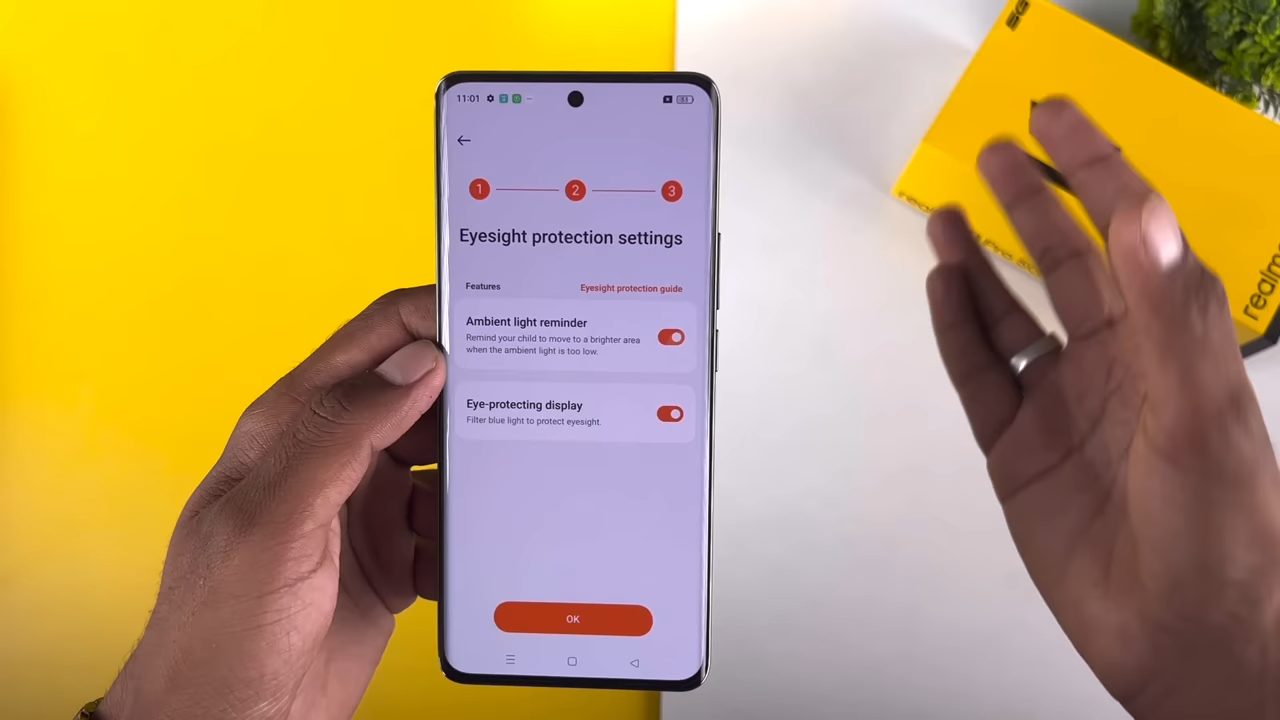 11:01
1
2
3
Eyesight protection settings
Features
Eyesight protection guide
Ambient light reminder
Remind your child to move to a brighter area
when the ambient light is too low.
Eye-protecting display
Filter blue light to protect eyesight.
OK
5G